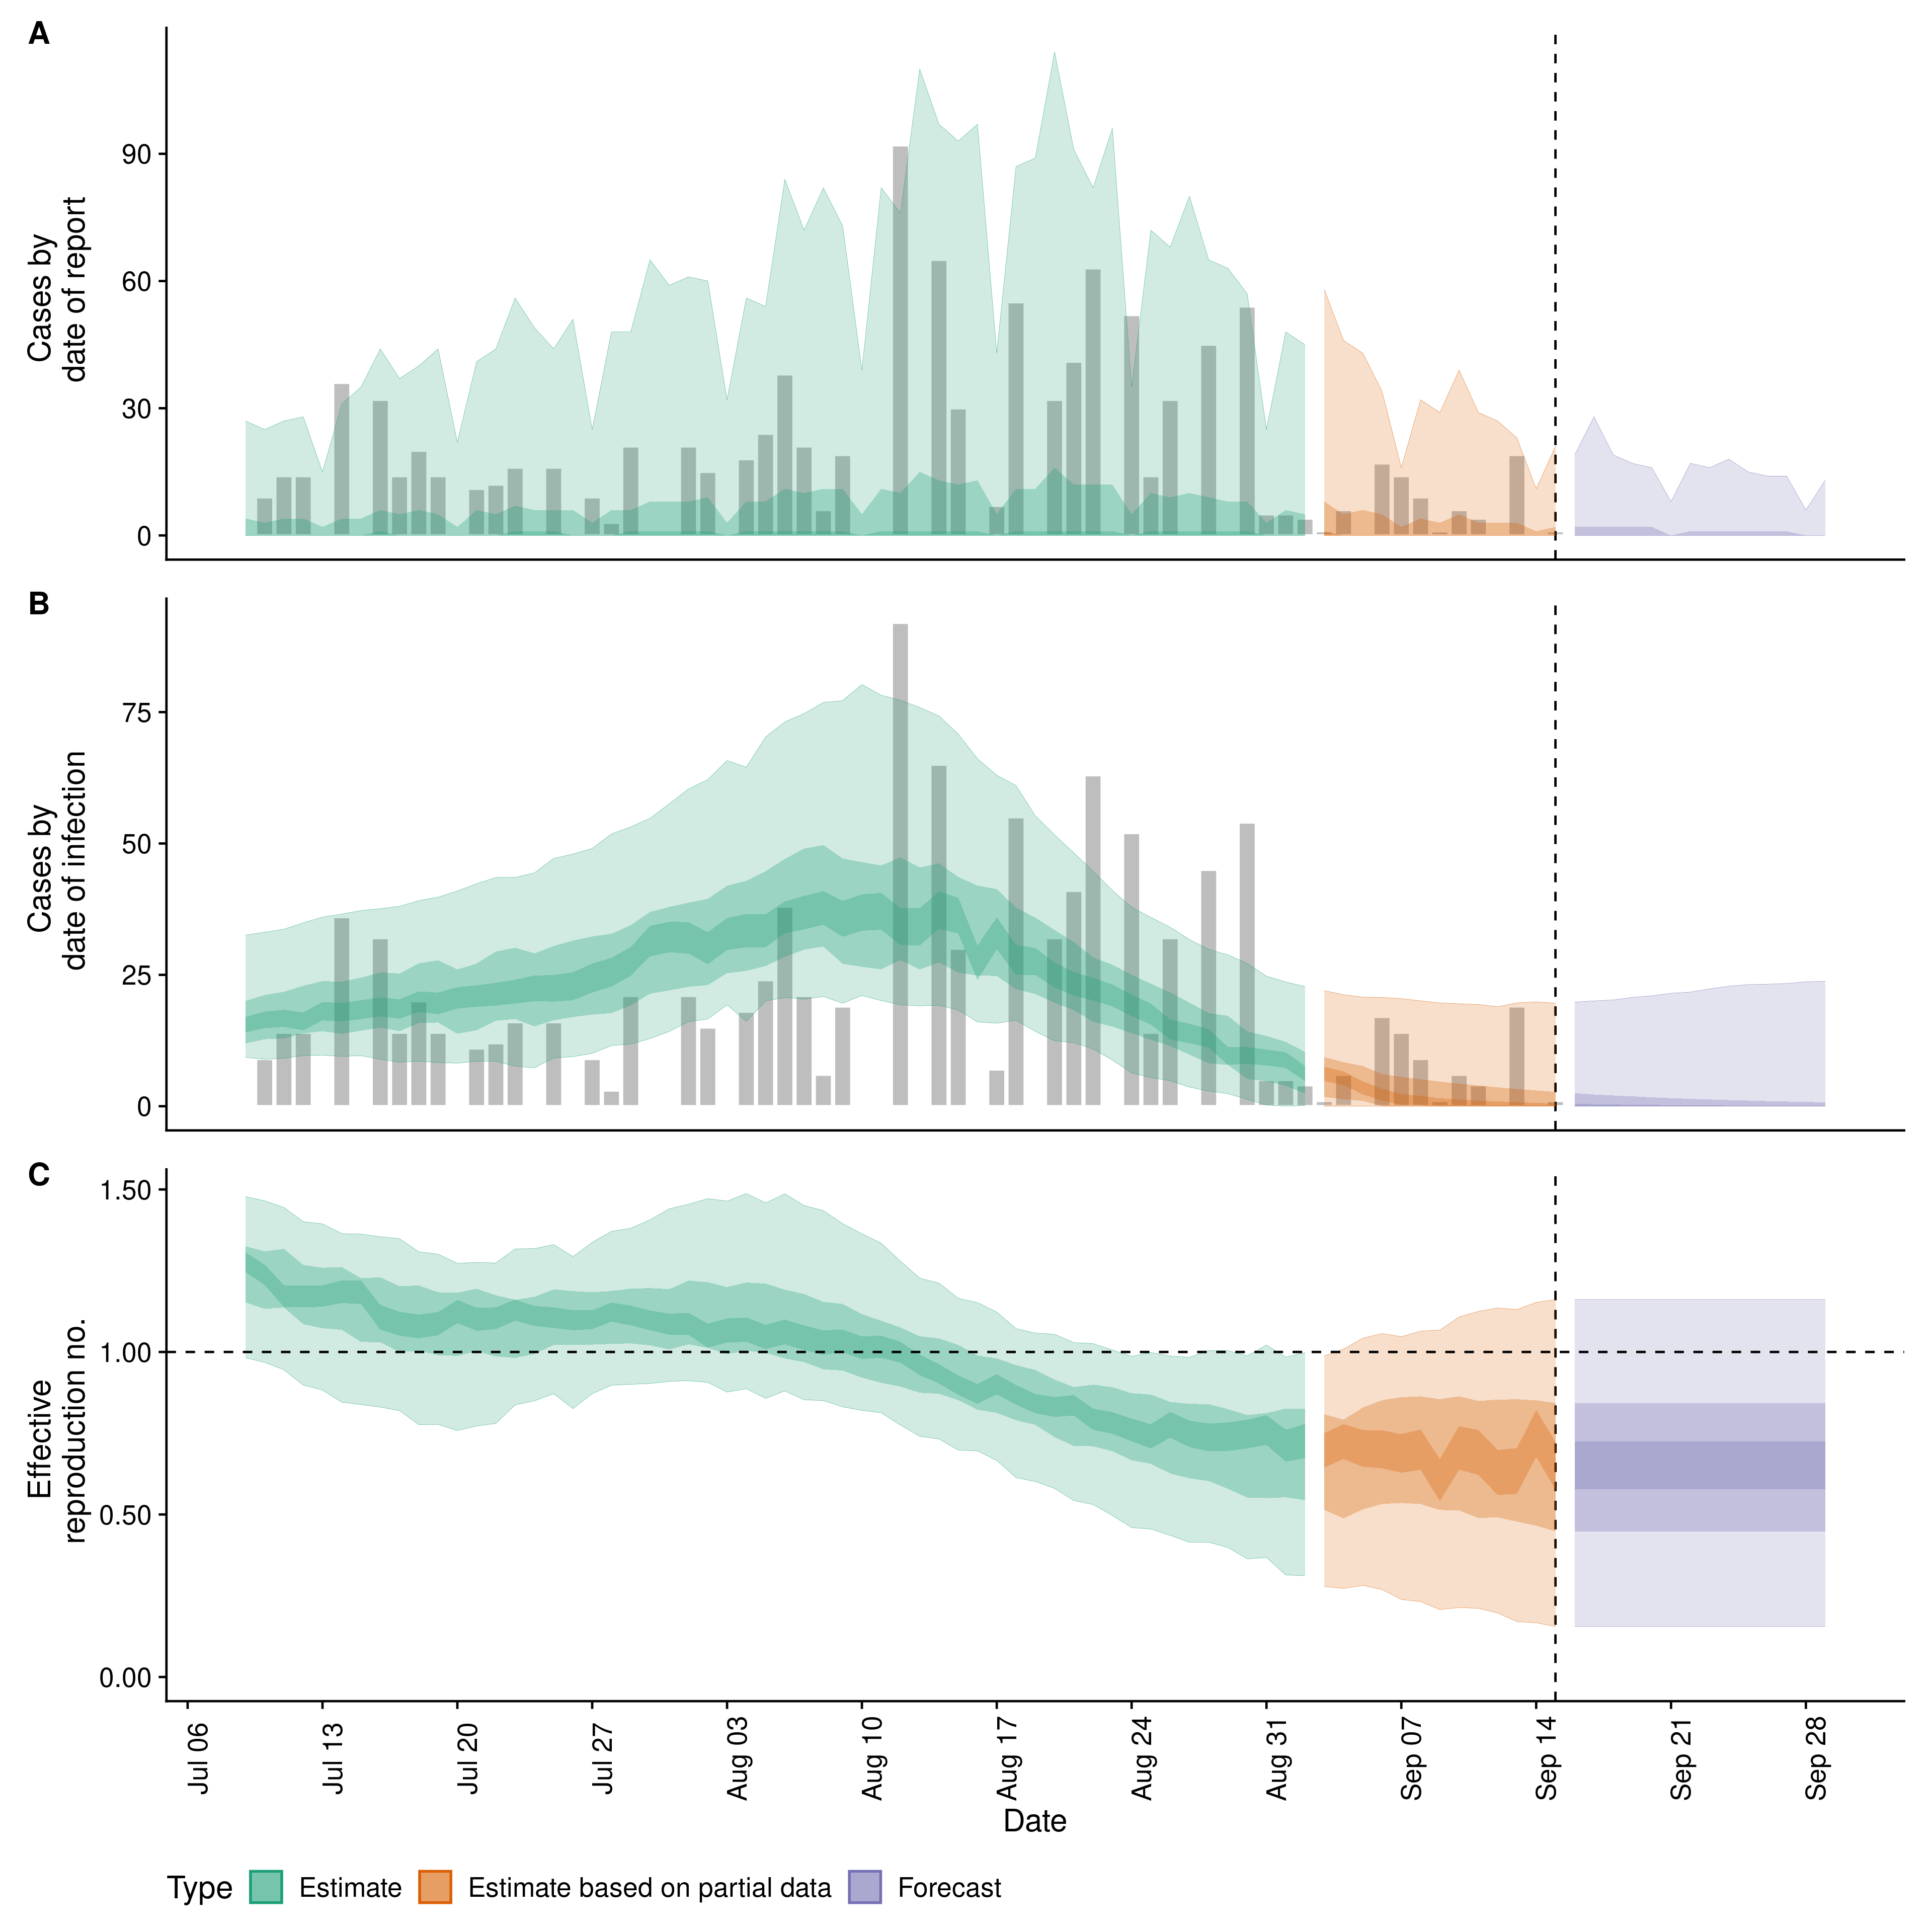 A
Cases by
date of report
90
60
30
0
B
Cases by
date of infection
75
50
25
0
C
Effective
reproduction no.
1.50
1.00
0.50
0.00
Jul 06
Jul 13
Jul 20
Jul 27
Aug 03
Aug 10
Aug 17
Aug 24
Aug 31
Sep 07
Sep 14
Sep 21
Sep 28
Date
Type Estimate Estimate based on partial data Forecast